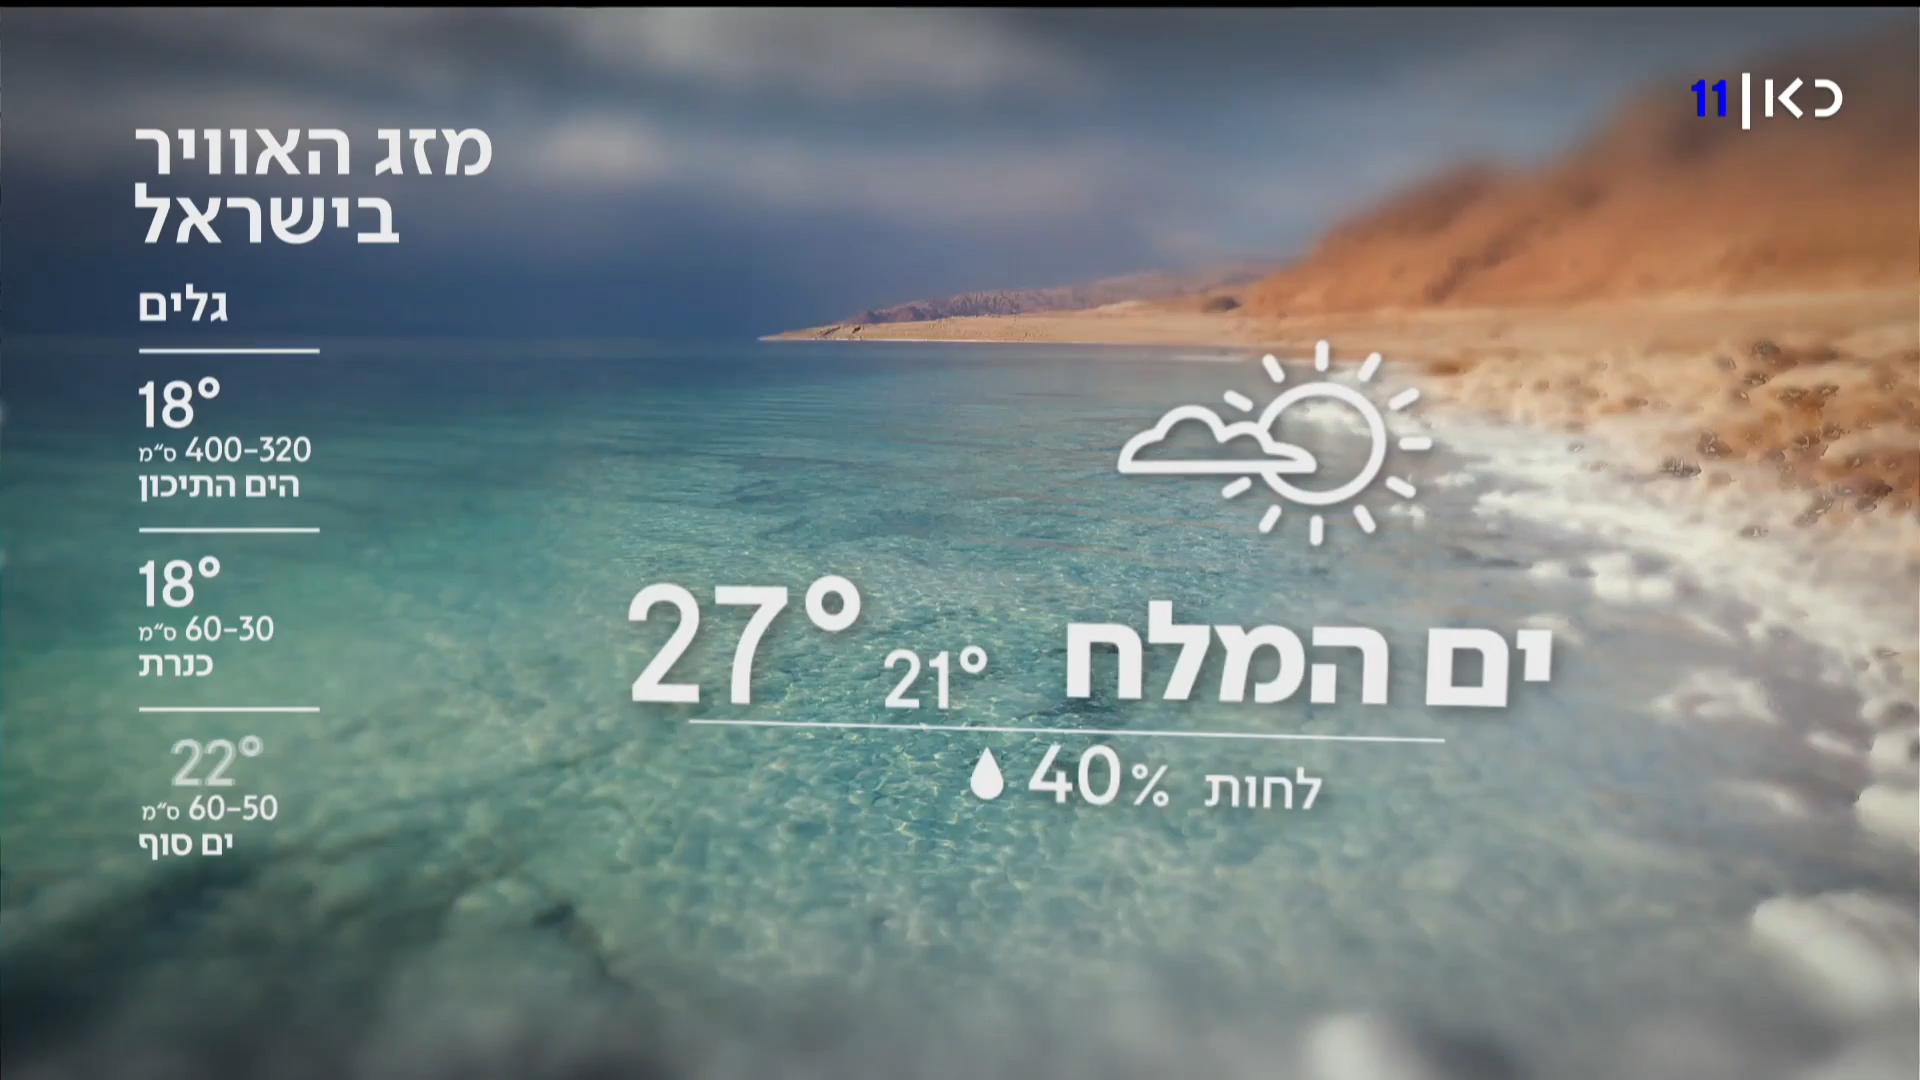 כאן 11
מזג האוויר
בישראל
גלים
18°
400-320 ס״מ
הים התיכון
18°
60-30 ס״מ
כנרת
22°
60-50 ס״מ
ים סוף
ים המלח 21° 27°
לחות 40%